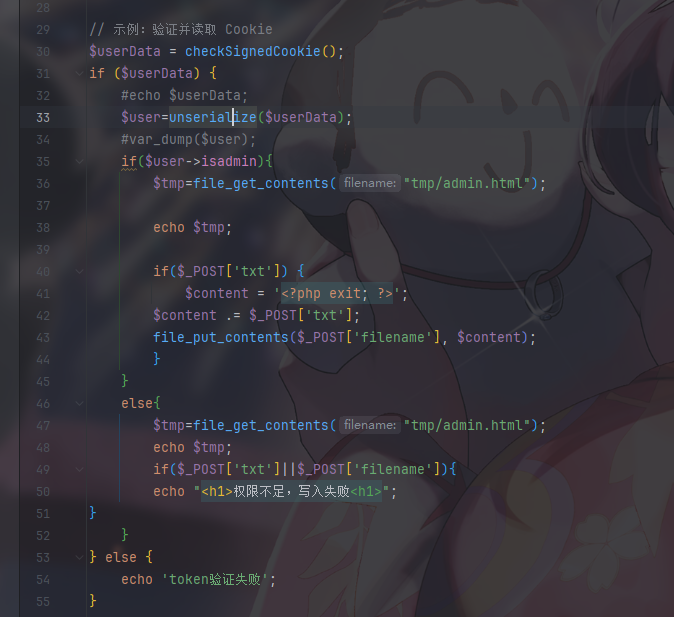 28
29 // 示例：验证并读取 Cookie
30 $userData = checkSignedCookie();
31 if ($userData) {
32 #echo $userData;
33 $user=unserialize($userData);
34 #var_dump($user);
35 if($user->isadmin){
36 $tmp=file_get_contents( filename: "tmp/admin.html");
37
38 echo $tmp;
39
40 if($_POST['txt']) {
41 $content = '<?php exit; ?>';
42 $content .= $_POST['txt'];
43 file_put_contents($_POST['filename'], $content);
44 }
45 }
46 else{
47 $tmp=file_get_contents( filename: "tmp/admin.html");
48 echo $tmp;
49 if($_POST['txt']||$_POST['filename']){
50 echo "<h1>权限不足，写入失败<h1>";
51 }
52 }
53 } else {
54 echo 'token验证失败';
55 }